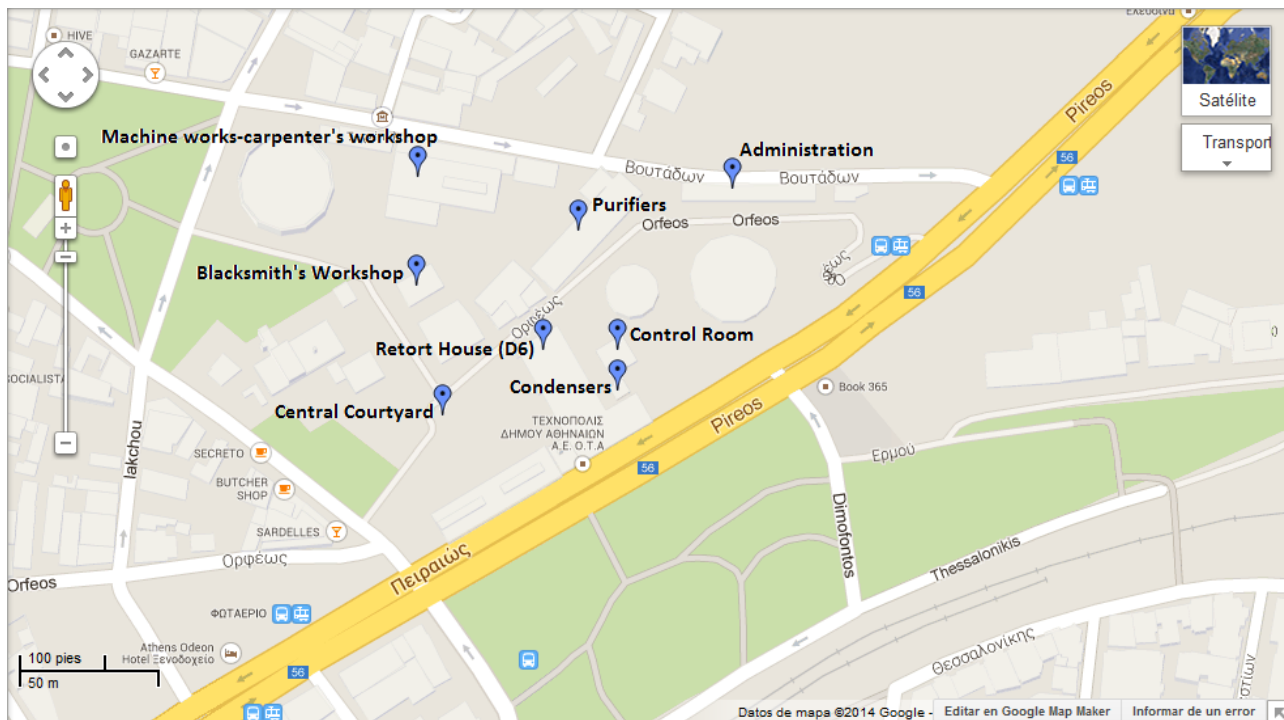 Ελευσίνα
HIVE
GAZARTE
Pireos
Satélite
Transport
56
Machine works-carpenter's workshop
Administration
Βουτάδων
Βουτάδων
Purifiers
Orfeos
Orfeos
Blacksmith's Workshop
56
Ορφέως
Retort House (D6)
Control Room
SOCIALISTA
Condensers
Book 365
Central Courtyard
Pireos
ΤΕΧΝΟΠΟΛΙΣ
ΔΗΜΟΥ ΑΘΗΝΑΙΩΝ
Α.Ε. Ο.Τ.Α
Iakchou
SECRETO
Ερμού
56
BUTCHER
SHOP
Dimofontos
SARDELLES
Ορφέως
Πειραιώς
Thessalonikis
Orfeos
ΦΩΤΑΕΡΙΟ
Athens Odeon
Hotel Ξενοδοχείο
Θεσσαλονίκης
100 pies
50 m
56
Datos de mapa ©2014 Google -
Editar en Google Map Maker
Informar de un error